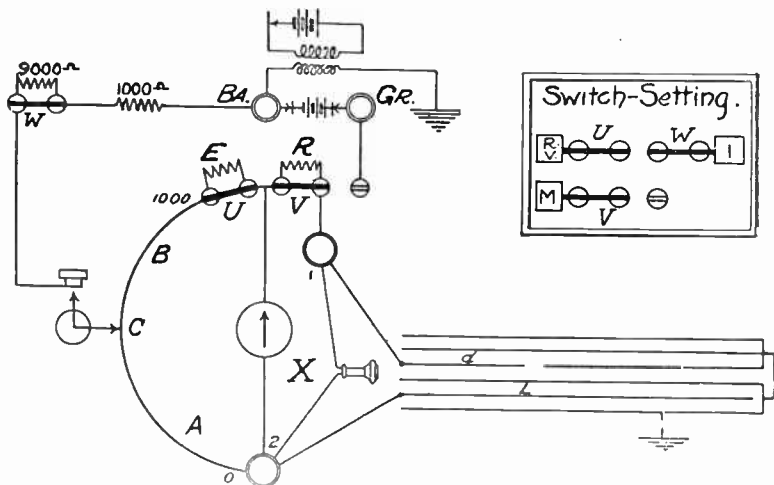 9000Ω
1000Ω
W
BA.
GR.
E
R
1000
U
V
B
1
C
X
A
2
0
d
L
Switch-Setting.
R.V.
U
W
1
M
V